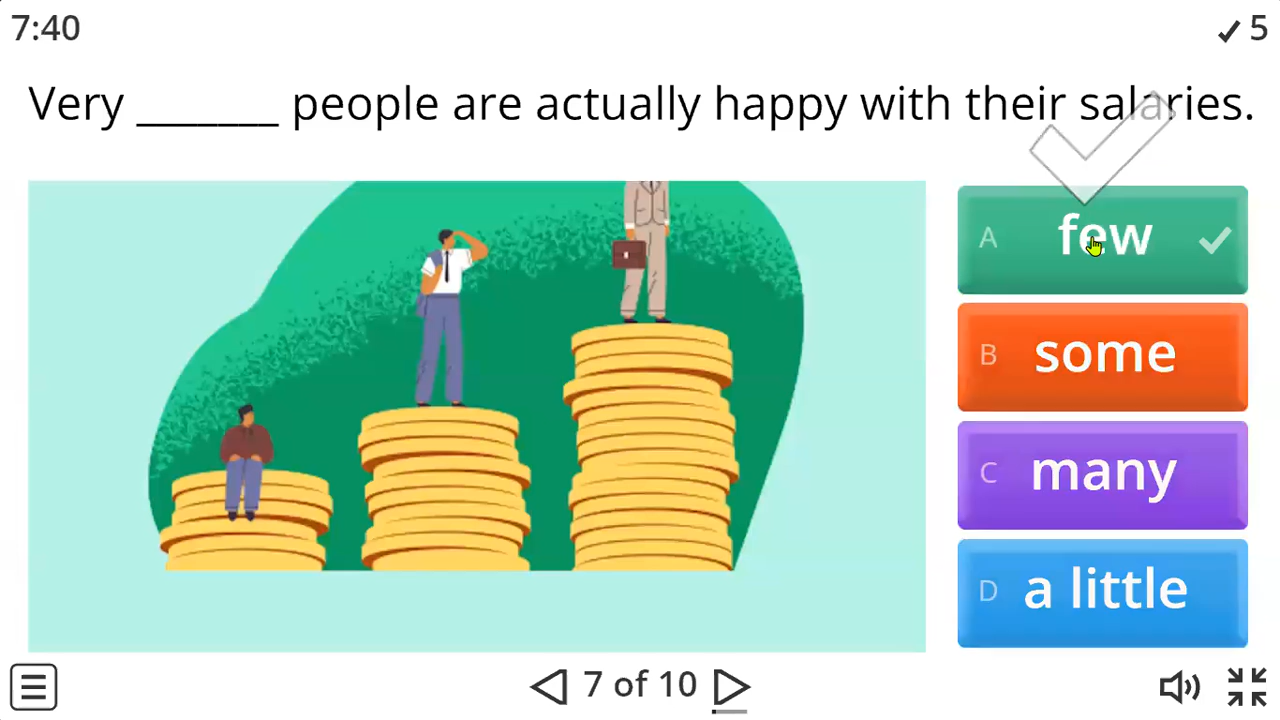 7:40
✓ 5
Very _______ people are actually happy with their salaries.
A few
B some
C many
D a little
7 of 10